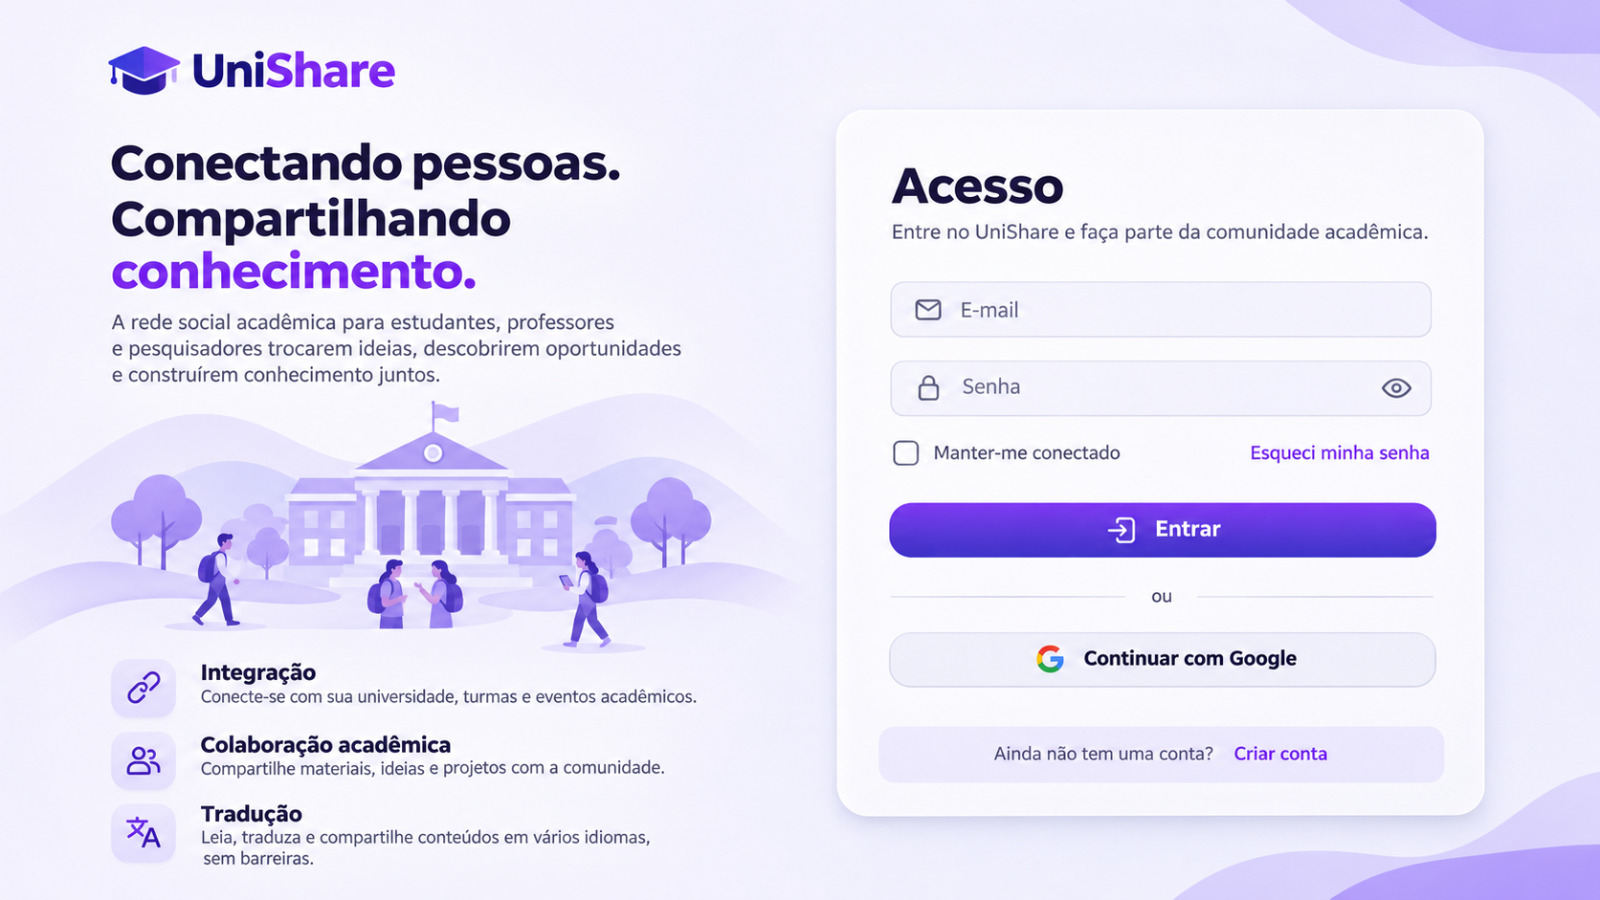 UniShare
Conectando pessoas.
Compartilhando
conhecimento.
A rede social acadêmica para estudantes, professores
e pesquisadores trocarem ideias, descobrirem oportunidades
e construírem conhecimento juntos.
Integração
Conecte-se com sua universidade, turmas e eventos acadêmicos.
Colaboração acadêmica
Compartilhe materiais, ideias e projetos com a comunidade.
文A
Tradução
Leia, traduza e compartilhe conteúdos em vários idiomas,
sem barreiras.
Acesso
Entre no UniShare e faça parte da comunidade acadêmica.
E-mail
Senha
Manter-me conectado
Esqueci minha senha
Entrar
ou
G
Continuar com Google
Ainda não tem uma conta? Criar conta